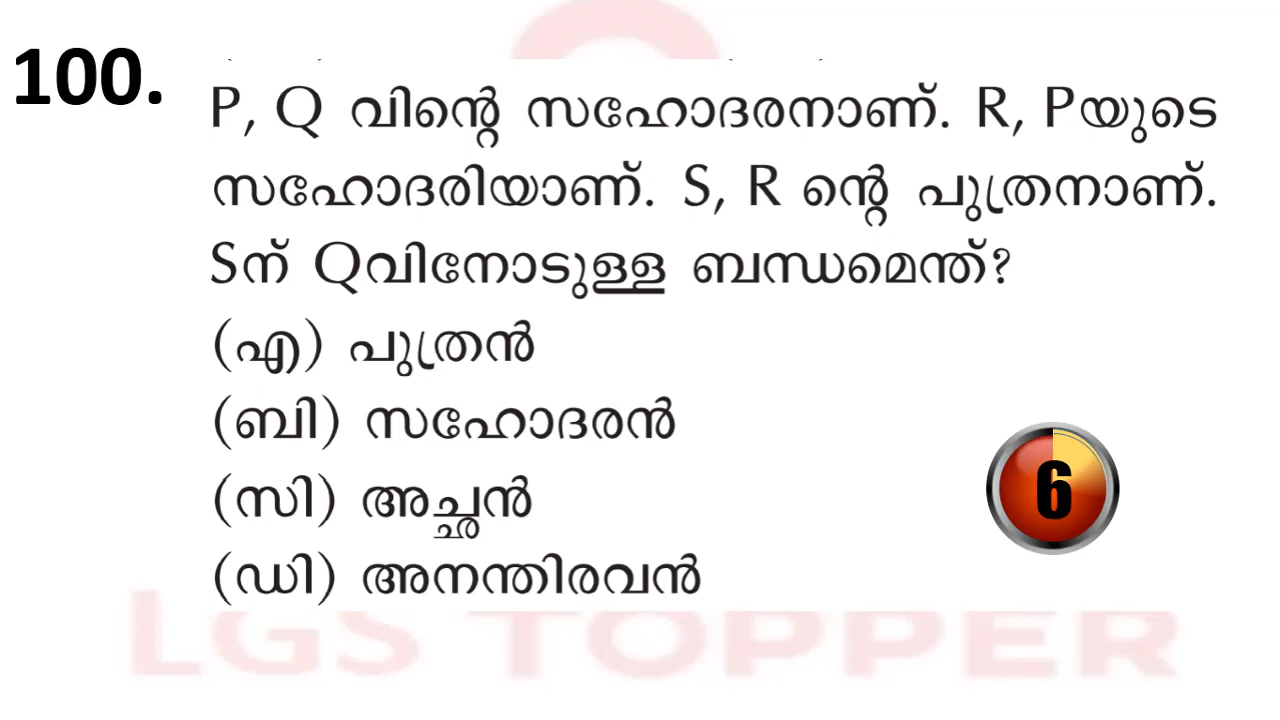 100.
P, Q വിന്റെ സഹോദരനാണ്. R, Pയുടെ
സഹോദരിയാണ്. S, R ന്റെ പുത്രനാണ്.
Sന് Qവിനോടുള്ള ബന്ധമെന്ത്?
(എ) പുത്രൻ
(ബി) സഹോദരൻ
(സി) അച്ഛൻ
6
(ഡി) അനന്തിരവൻ
LGS TOPPER